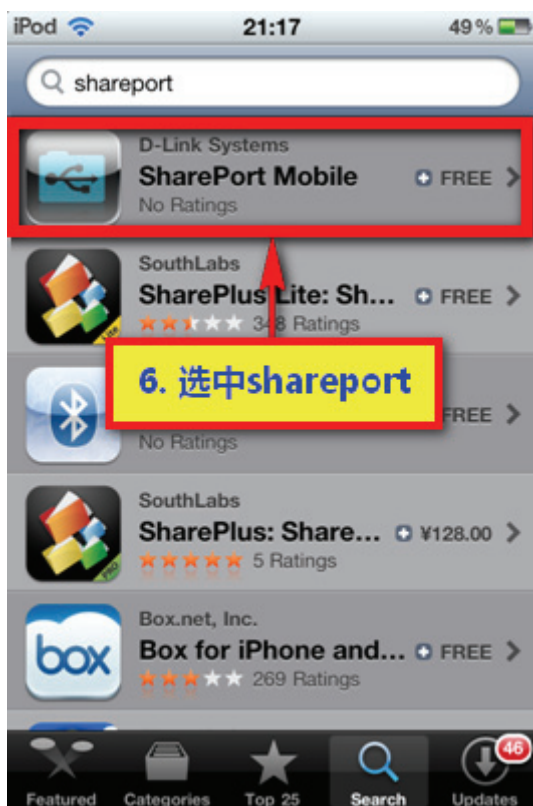 iPod 21:17 49%
shareport
D-Link Systems
SharePort Mobile FREE
No Ratings
SouthLabs
SharePlus Lite: Sh... FREE
Lite
348 Ratings
6. 选中shareport
FREE
No Ratings
SouthLabs
SharePlus: Share... ¥128.00
PRO
5 Ratings
Box.net, Inc.
box
Box for iPhone and... FREE
269 Ratings
46
Featured Categories Top 25 Search Updates